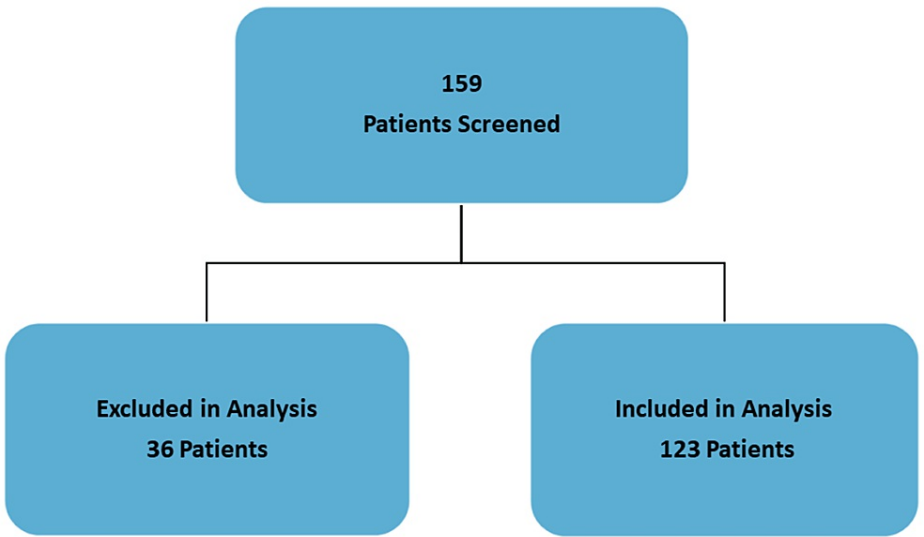 159
Patients Screened
Excluded in Analysis
36 Patients
Included in Analysis
123 Patients